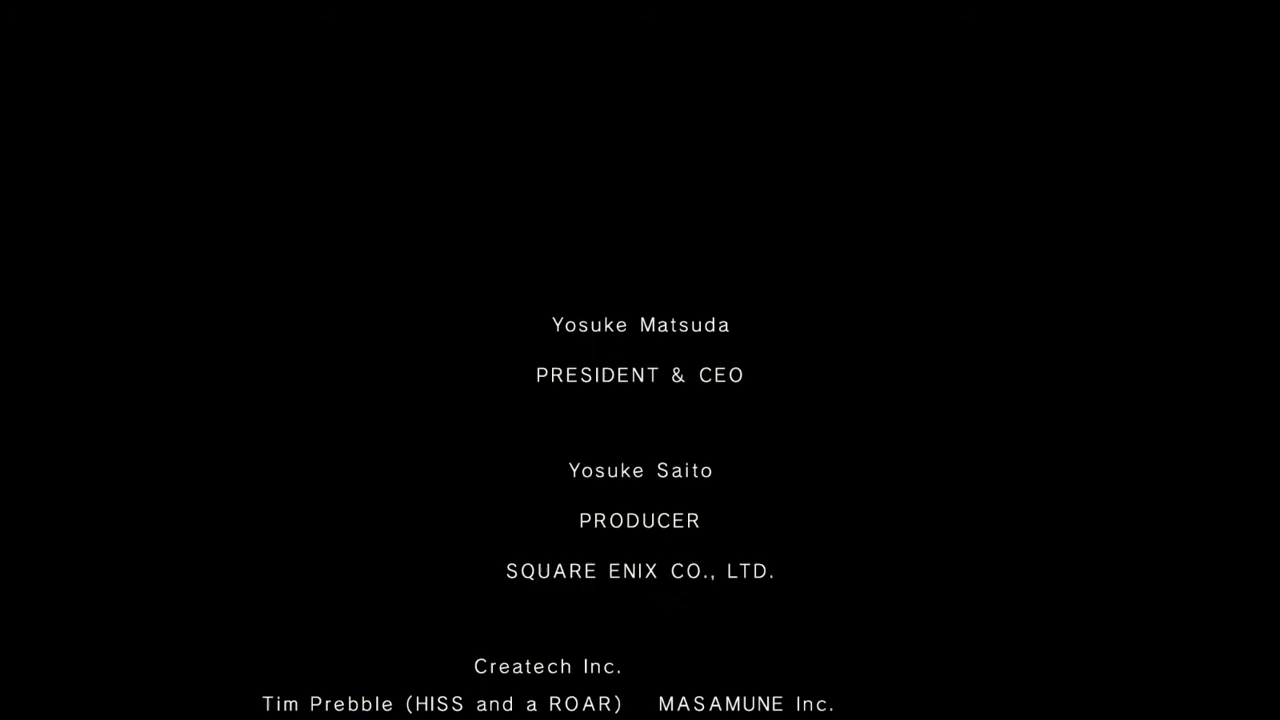 Yosuke Matsuda
PRESIDENT & CEO
Yosuke Saito
PRODUCER
SQUARE ENIX CO., LTD.
Createch Inc.
Tim Prebble (HISS and a ROAR) MASAMUNE Inc.